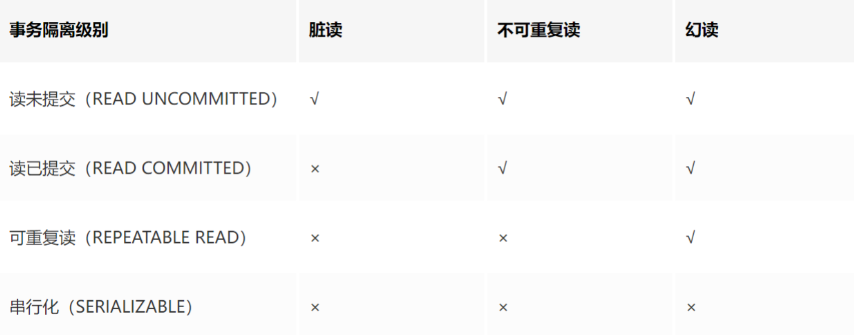 事务隔离级别 脏读 不可重复读 幻读
读未提交（READ UNCOMMITTED） √ √ √
读已提交（READ COMMITTED） × √ √
可重复读（REPEATABLE READ） × × √
串行化（SERIALIZABLE） × × ×